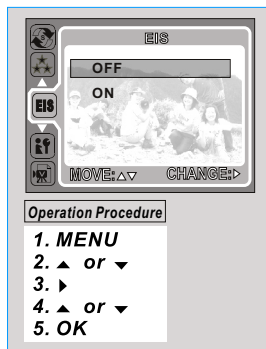 EIS
OFF
ON
EIS
MOVE:△▽ CHANGE:▷
Operation Procedure
1. MENU
2. ▲ or ▼
3. ▶
4. ▲ or ▼
5. OK